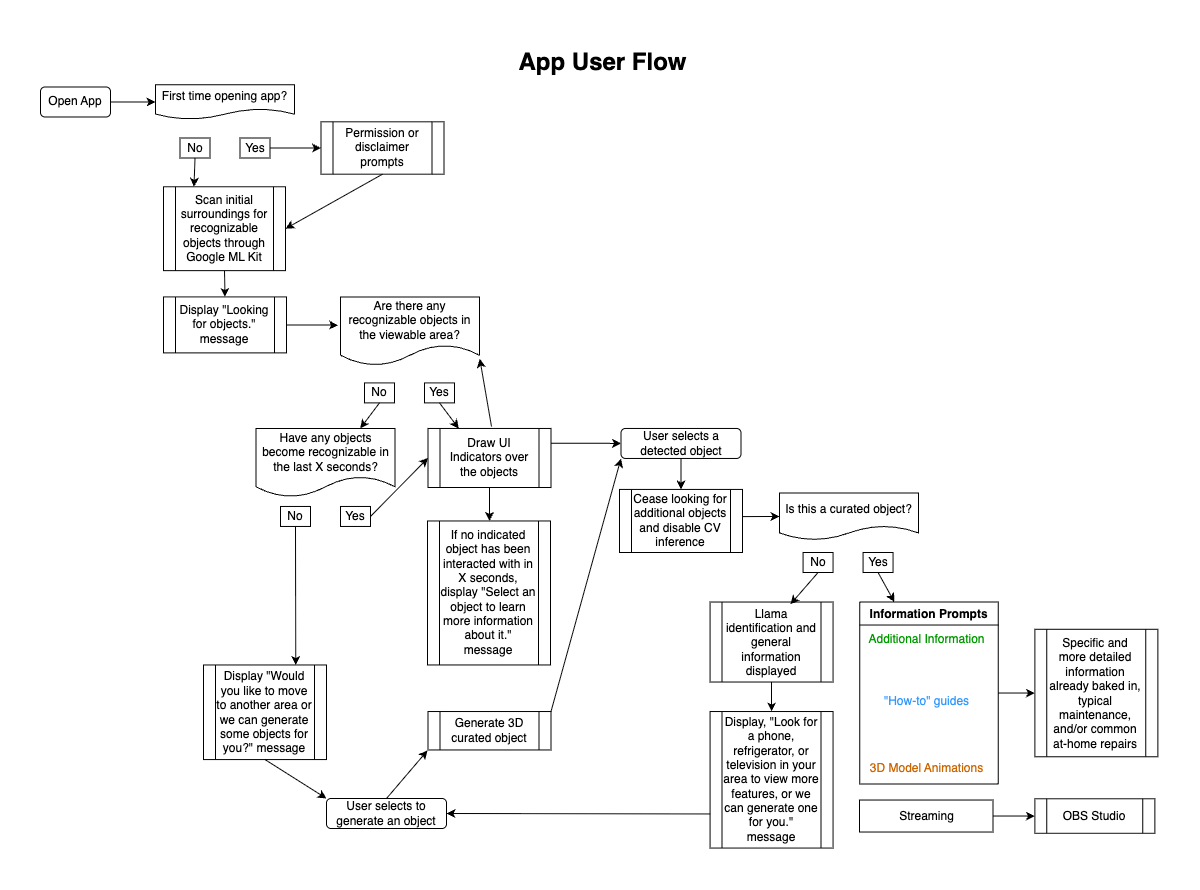 App User Flow
Open App
First time opening app?
No
Yes
Permission or
disclaimer
prompts
Scan initial
surroundings for
recognizable
objects through
Google ML Kit
Display "Looking
for objects."
message
Are there any
recognizable objects in
the viewable area?
No
Yes
Have any objects
become recognizable in
the last X seconds?
Draw UI
Indicators over
the objects
User selects a
detected object
No
Yes
Cease looking for
additional objects
and disable CV
inference
Is this a curated object?
If no indicated
object has been
interacted with in
X seconds,
display "Select an
object to learn
more information
about it."
message
No
Yes
Llama
identification and
general
information
displayed
Information Prompts
Additional Information
"How-to" guides
3D Model Animations
Specific and
more detailed
information
already baked in,
typical
maintenance,
and/or common
at-home repairs
Display "Would
you like to move
to another area or
we can generate
some objects for
you?" message
Generate 3D
curated object
Display, "Look for
a phone,
refrigerator, or
television in your
area to view more
features, or we
can generate one
for you."
message
User selects to
generate an object
Streaming
OBS Studio